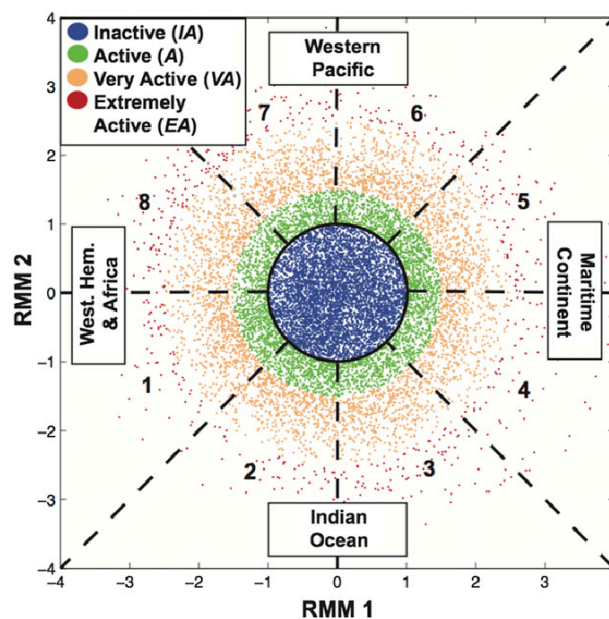 4
Inactive (IA)
Active (A)
Very Active (VA)
Extremely
Active (EA)
Western
Pacific
7
6
3
2
8
5
1
West. Hem.
& Africa
Maritime
Continent
RMM 2
0
-1
1
4
-2
2
3
-3
Indian
Ocean
-4
-4
-3
-2
-1
0
1
2
3
RMM 1